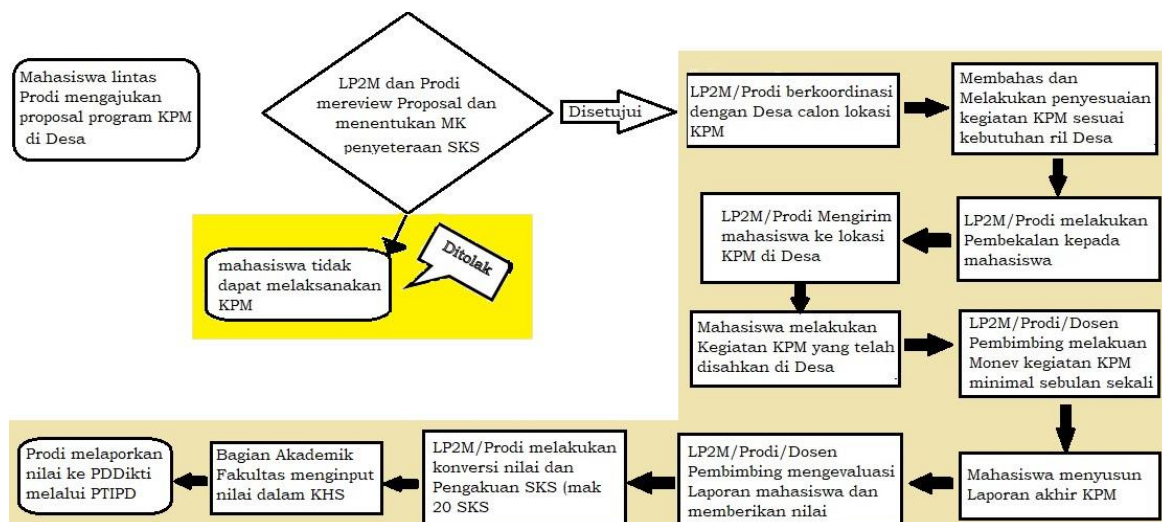 Mahasiswa lintas
Prodi mengajukan
proposal program KPM
di Desa
LP2M dan Prodi
mereview Proposal dan
menentukan MK
penyeteraan SKS
Disetujui
LP2M/Prodi berkoordinasi
dengan Desa calon lokasi
KPM
Membahas dan
Melakukan penyesuaian
kegiatan KPM sesuai
kebutuhan ril Desa
Ditolak
mahasiswa tidak
dapat melaksanakan
KPM
LP2M/Prodi melakukan
Pembekalan kepada
mahasiswa
LP2M/Prodi Mengirim
mahasiswa ke lokasi
KPM di Desa
Mahasiswa melakukan
Kegiatan KPM yang telah
disahkan di Desa
LP2M/Prodi/Dosen
Pembimbing melakuan
Monev kegiatan KPM
minimal sebulan sekali
Mahasiswa menyusun
Laporan akhir KPM
LP2M/Prodi/Dosen
Pembimbing mengevaluasi
Laporan mahasiswa dan
memberikan nilai
LP2M/Prodi melakukan
konversi nilai dan
Pengakuan SKS (mak
20 SKS
Bagian Akademik
Fakultas menginput
nilai dalam KHS
Prodi melaporkan
nilai ke PDDikti
melalui PTIPD